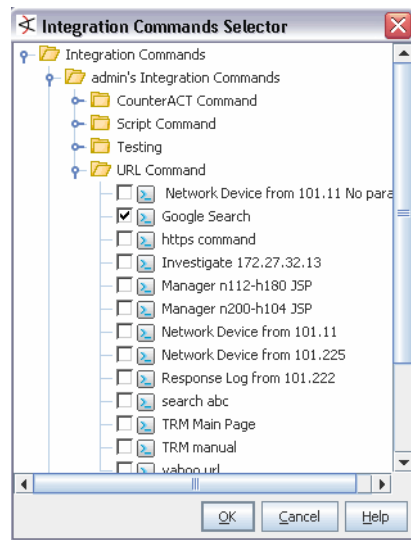 Integration Commands Selector
Integration Commands
admin's Integration Commands
CounterACT Command
Script Command
Testing
URL Command
Network Device from 101.11 No para
Google Search
https command
Investigate 172.27.32.13
Manager n112-h180 JSP
Manager n200-h104 JSP
Network Device from 101.11
Network Device from 101.225
Response Log from 101.222
search abc
TRM Main Page
TRM manual
yahoo url
OK Cancel Help